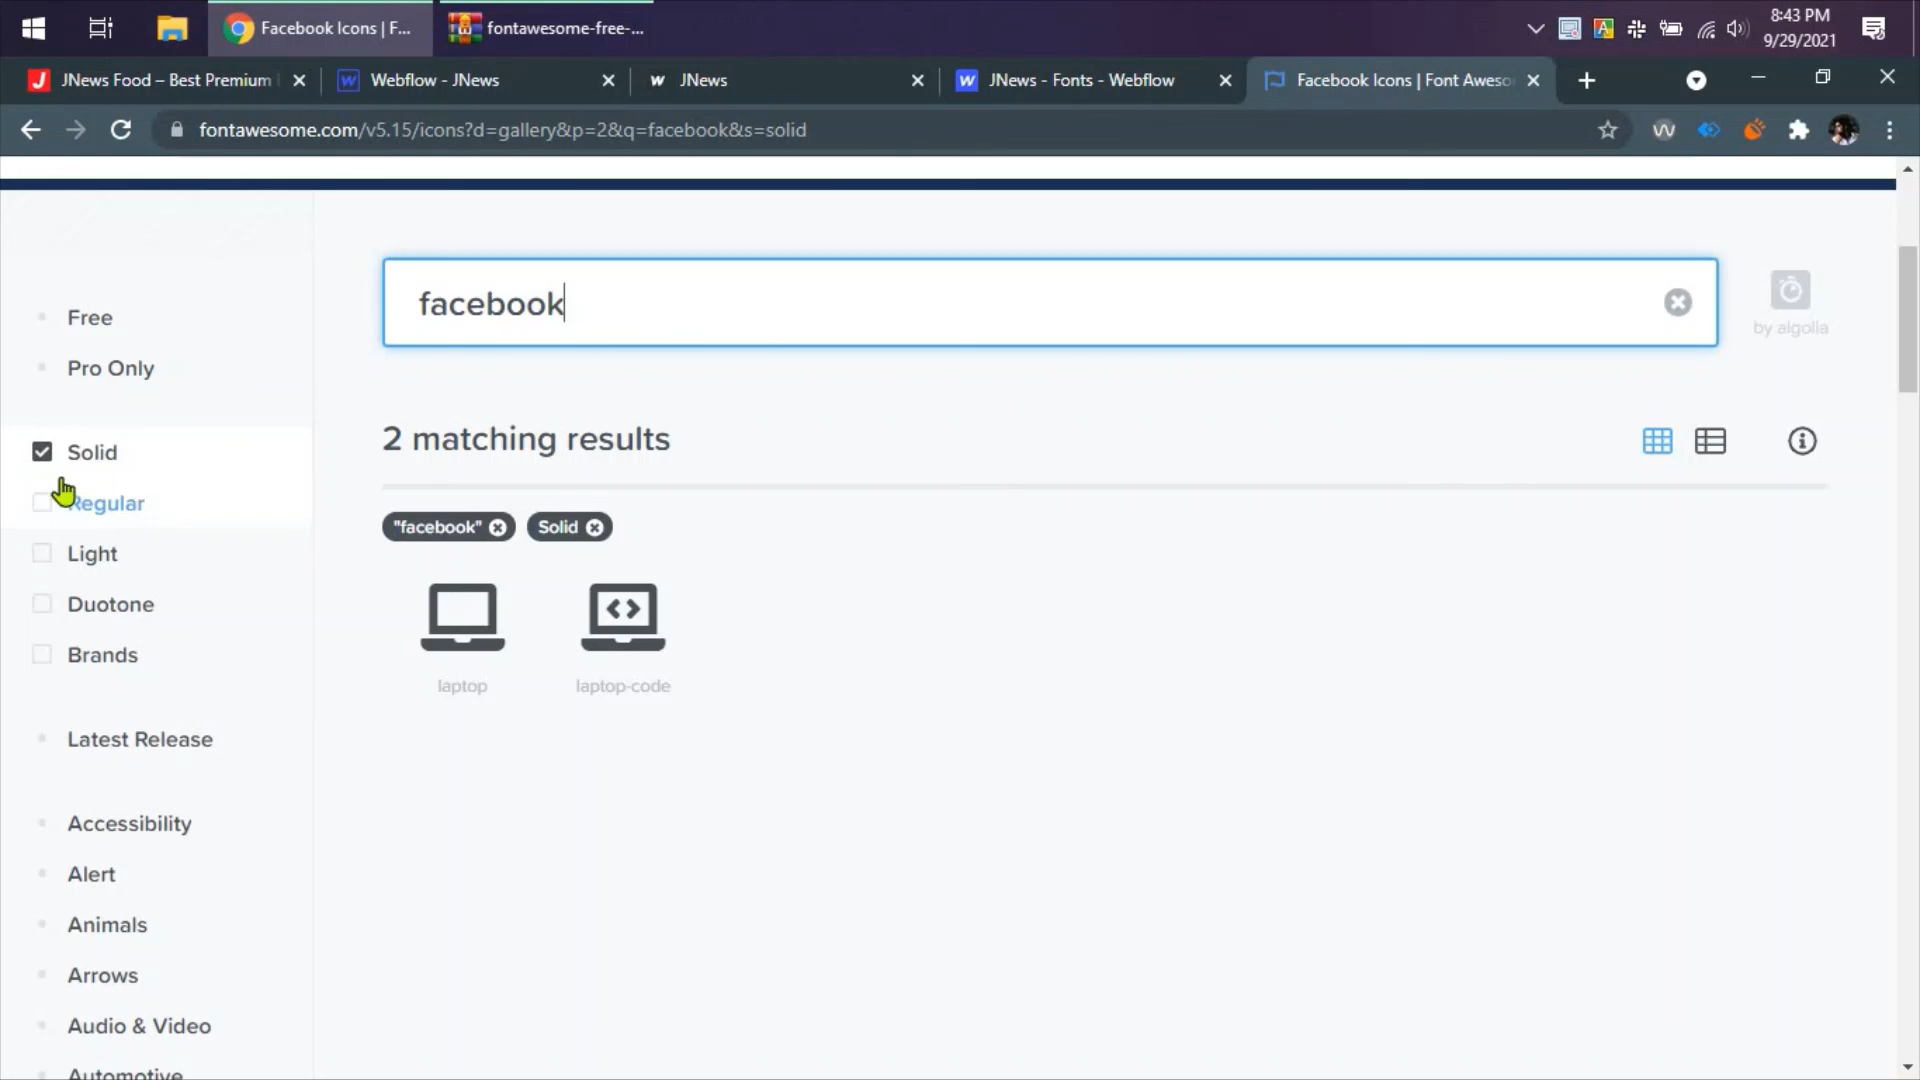 Facebook Icons | F...
fontawesome-free-...
8:43 PM
9/29/2021
JNews Food – Best Premium
Webflow - JNews
JNews
JNews - Fonts - Webflow
Facebook Icons | Font Aweso
fontawesome.com/v5.15/icons?d=gallery&p=2&q=facebook&s=solid
facebook
by algolia
Free
Pro Only
2 matching results
Solid
Regular
Light
Duotone
Brands
"facebook"
Solid
laptop
laptop-code
Latest Release
Accessibility
Alert
Animals
Arrows
Audio & Video
Automotive